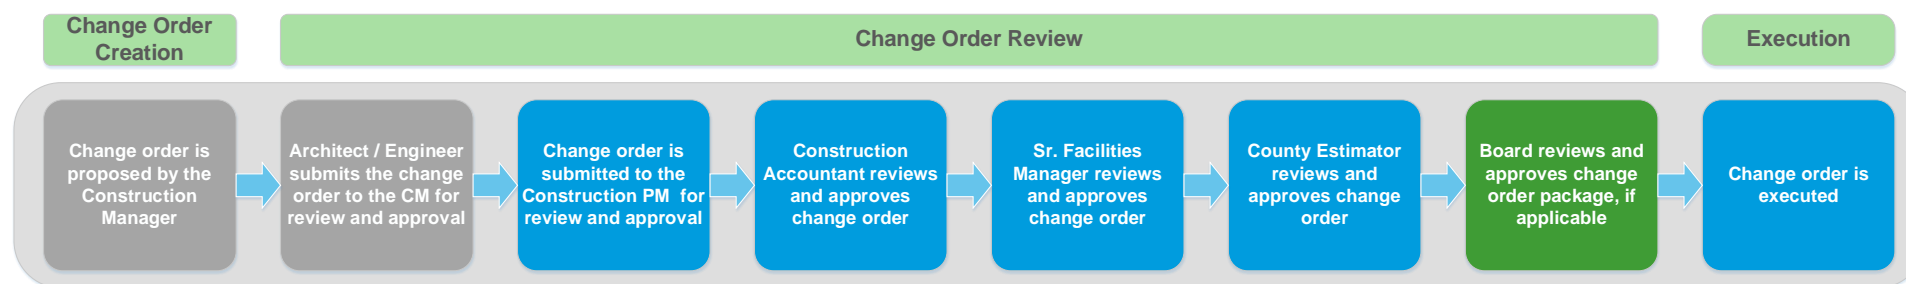 Change Order
Creation
Change Order Review
Execution
Change order is
proposed by the
Construction
Manager
Architect / Engineer
submits the change
order to the CM for
review and approval
Change order is
submitted to the
Construction PM for
review and approval
Construction
Accountant reviews
and approves
change order
Sr. Facilities
Manager reviews
and approves
change order
County Estimator
reviews and
approves change
order
Board reviews and
approves change
order package, if
applicable
Change order is
executed